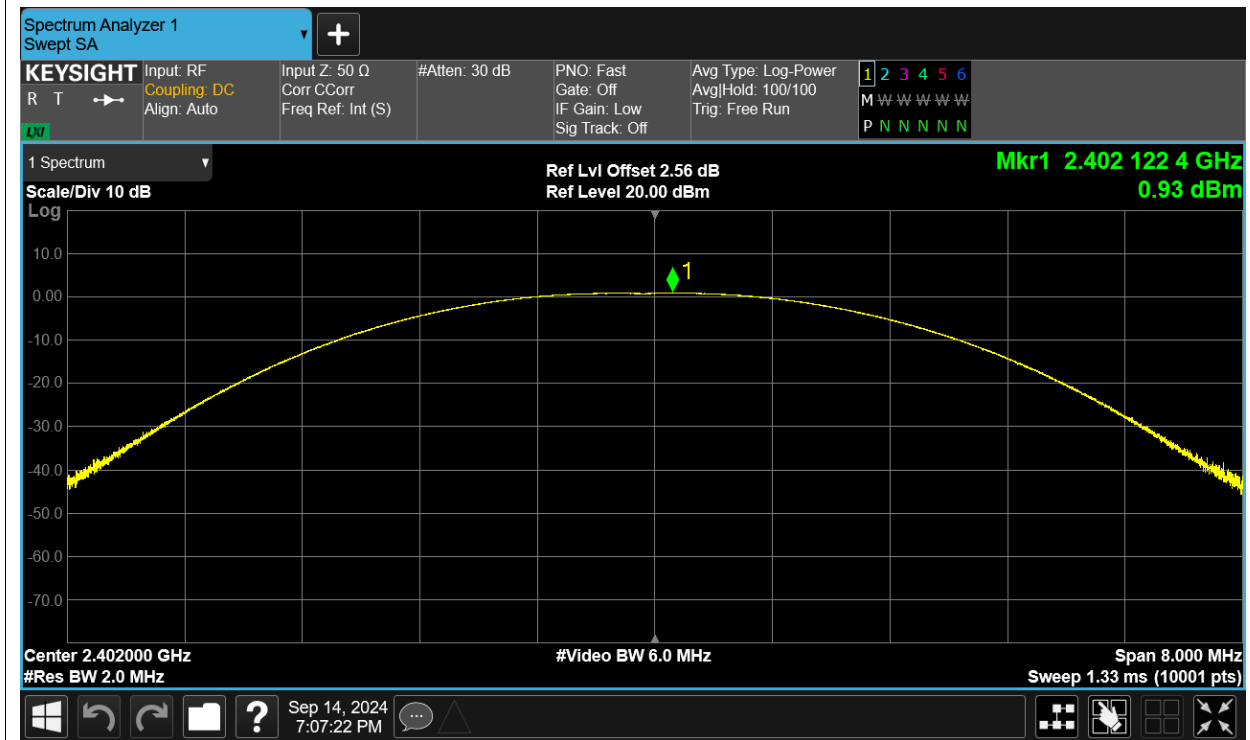 Spectrum Analyzer 1
Swept SA
KEYSIGHT
R T
LXI
Input: RF
Coupling: DC
Align: Auto
Input Z: 50 Ω
Corr CCorr
Freq Ref: Int (S)
#Atten: 30 dB
PNO: Fast
Gate: Off
IF Gain: Low
Sig Track: Off
Avg Type: Log-Power
Avg|Hold: 100/100
Trig: Free Run
1 2 3 4 5 6
M W W W W W
P N N N N N
1 Spectrum
Scale/Div 10 dB
Log
Ref Lvl Offset 2.56 dB
Ref Level 20.00 dBm
Mkr1 2.402 122 4 GHz
0.93 dBm
10.0
1
0.00
-10.0
-20.0
-30.0
-40.0
-50.0
-60.0
-70.0
Center 2.402000 GHz
#Video BW 6.0 MHz
Span 8.000 MHz
#Res BW 2.0 MHz
Sweep 1.33 ms (10001 pts)
?
Sep 14, 2024
7:07:22 PM